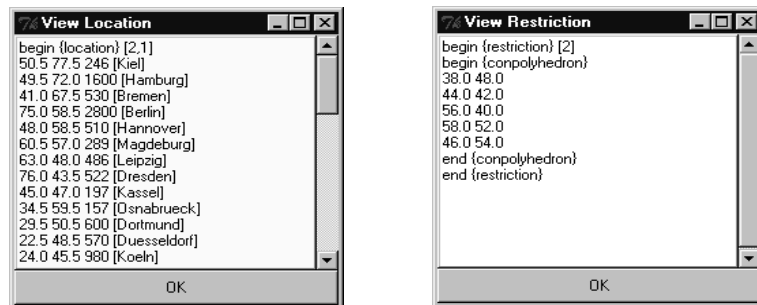 View Location
begin {location} [2,1]
50.5 77.5 246 [Kiel]
49.5 72.0 1600 [Hamburg]
41.0 67.5 530 [Bremen]
75.0 58.5 2800 [Berlin]
48.0 58.5 510 [Hannover]
60.5 57.0 289 [Magdeburg]
63.0 48.0 486 [Leipzig]
76.0 43.5 522 [Dresden]
45.0 47.0 197 [Kassel]
34.5 59.5 157 [Osnabrueck]
29.5 50.5 600 [Dortmund]
22.5 48.5 570 [Duesseldorf]
24.0 45.5 980 [Koeln]
OK
View Restriction
begin {restriction} [2]
begin {conpolyhedron}
38.0 48.0
44.0 42.0
56.0 40.0
58.0 52.0
46.0 54.0
end {conpolyhedron}
end {restriction}
OK